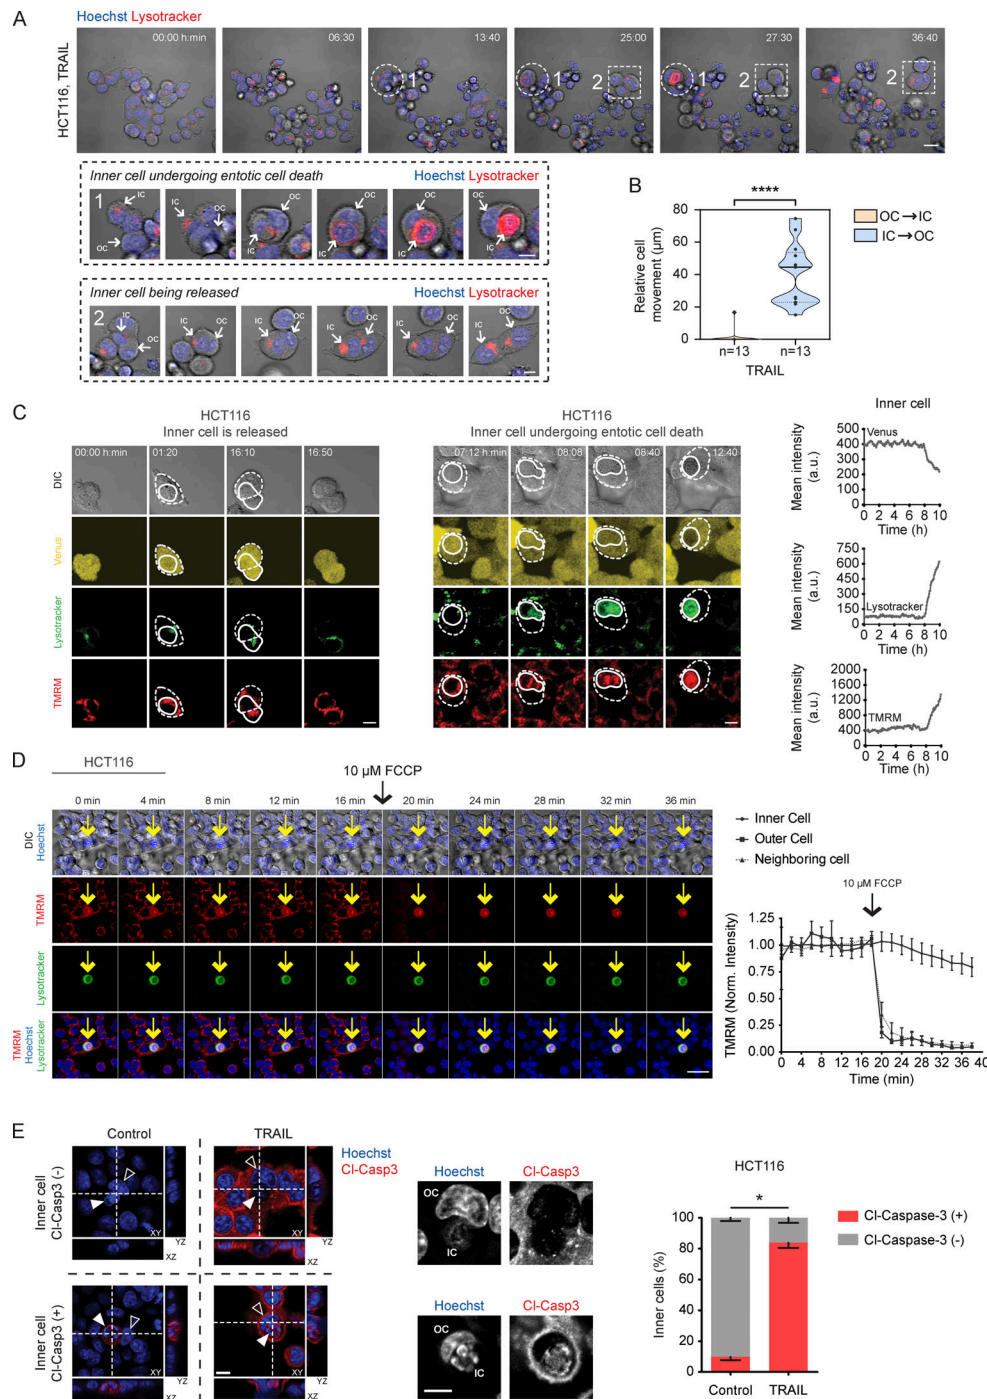 A
Hoechst Lysotracker
HCT116, TRAIL
00:00 h:min
06:30
13:40
25:00
27:30
36:40
1
1
2
1
2
2
Inner cell undergoing entotic cell death
Hoechst Lysotracker
1
IC
OC
IC
OC
OC
IC
OC
IC
OC
IC
OC
IC
Inner cell being released
Hoechst Lysotracker
2
IC
OC
IC
OC
IC
OC
IC
OC
IC
OC
IC
OC
B
****
Relative cell
movement (µm)
80
60
40
20
0
n=13
n=13
TRAIL
OC→IC
IC→OC
C
HCT116
Inner cell is released
00:00 h:min
01:20
16:10
16:50
DIC
Venus
Lysotracker
TMRM
HCT116
Inner cell undergoing entotic cell death
07:12 h:min
08:08
08:40
12:40
Inner cell
Venus
Mean intensity
(a.u.)
500
400
300
200
100
0
0 2 4 6 8 10
Time (h)
Lysotracker
Mean intensity
(a.u.)
750
600
450
300
150
0
0 2 4 6 8 10
Time (h)
TMRM
Mean intensity
(a.u.)
2000
1600
1200
800
400
0
0 2 4 6 8 10
Time (h)
D
HCT116
10 µM FCCP
0 min
4 min
8 min
12 min
16 min
20 min
24 min
28 min
32 min
36 min
DIC
Hoechst
TMRM
Lysotracker
TMRM
Hoechst
Lysotracker
Inner Cell
Outer Cell
Neighboring cell
10 µM FCCP
TMRM (Norm. Intensity)
1.25
1.00
0.75
0.50
0.25
0.00
0 4 8 12 16 20 24 28 32 36 40
Time (min)
E
Control
TRAIL
Hoechst
Cl-Casp3
Inner cell
Cl-Casp3 (-)
XY
YZ
XZ
XY
YZ
XZ
Inner cell
Cl-Casp3 (+)
XY
YZ
XZ
XY
YZ
XZ
Hoechst
Cl-Casp3
OC
IC
OC
IC
HCT116
*
Inner cells (%)
100
80
60
40
20
0
Control
TRAIL
Cl-Caspase-3 (+)
Cl-Caspase-3 (-)